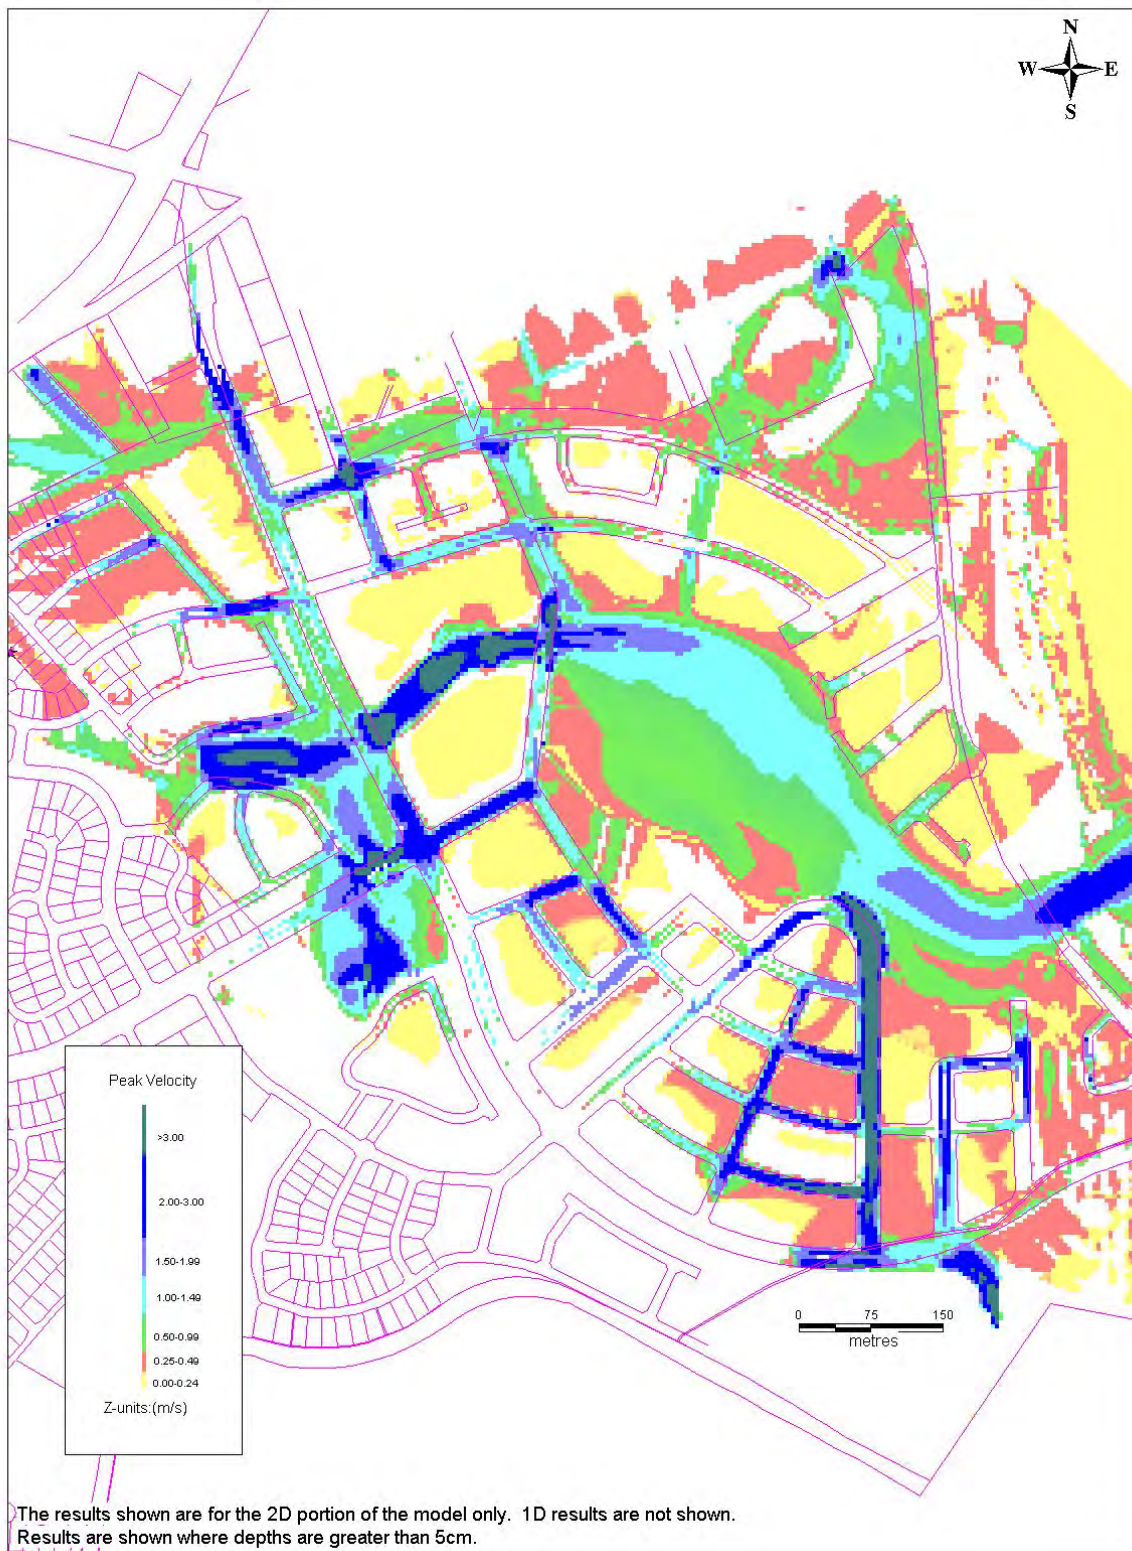 N
W E
S
Peak Velocity
>3.00
2.00-3.00
1.50-1.99
1.00-1.49
0.50-0.99
0.25-0.49
0.00-0.24
Z-units:(m/s)
0 75 150
metres
The results shown are for the 2D portion of the model only. 1D results are not shown.
Results are shown where depths are greater than 5cm.